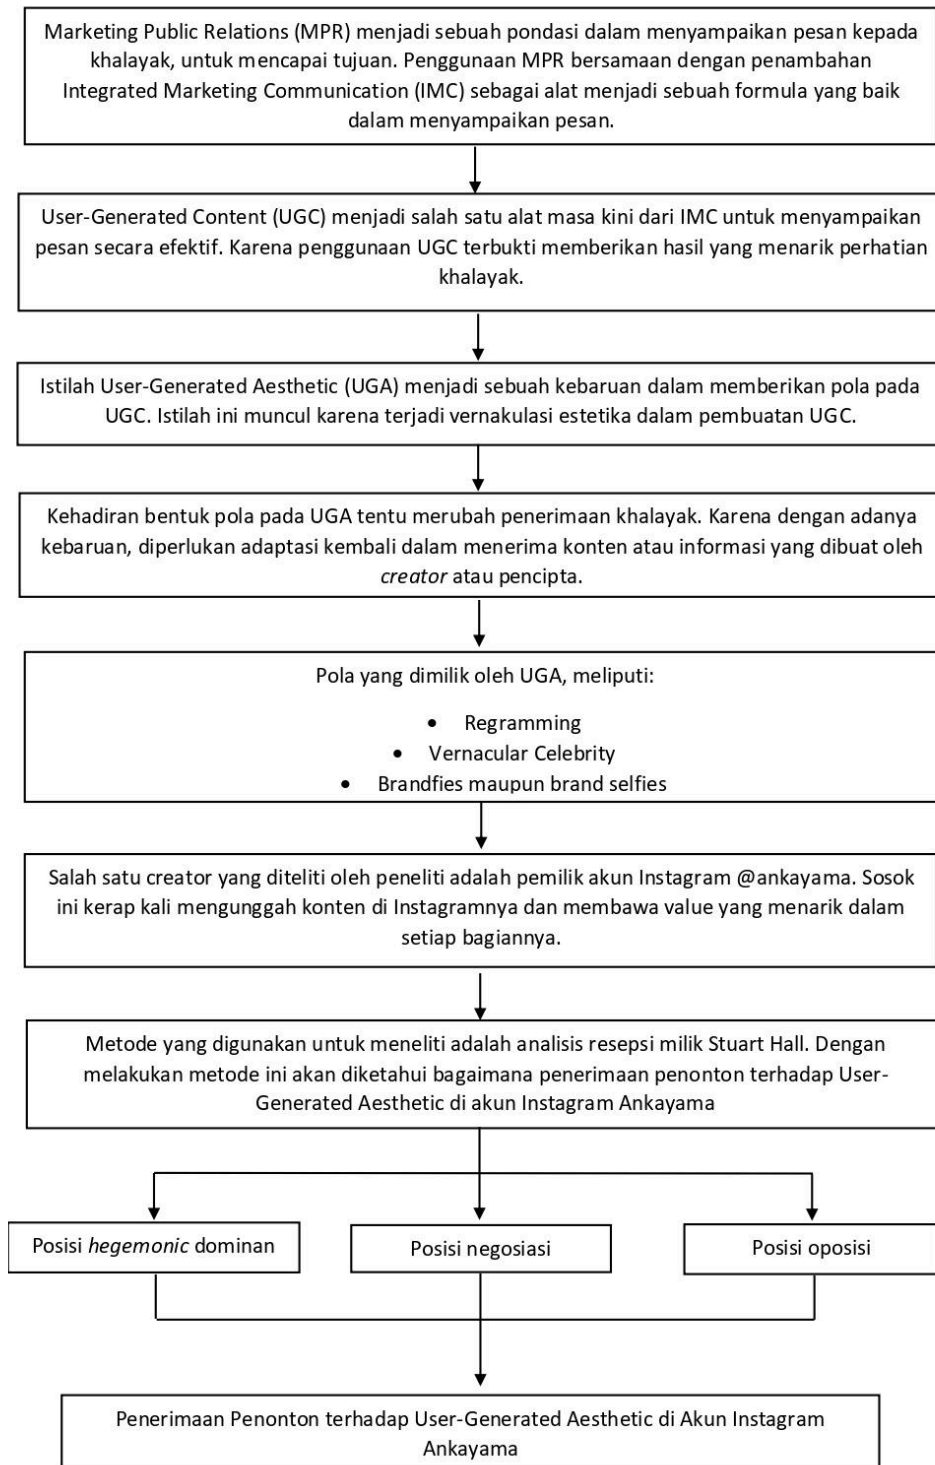 Marketing Public Relations (MPR) menjadi sebuah pondasi dalam menyampaikan pesan kepada
khalayak, untuk mencapai tujuan. Penggunaan MPR bersamaan dengan penambahan
Integrated Marketing Communication (IMC) sebagai alat menjadi sebuah formula yang baik
dalam menyampaikan pesan.
User-Generated Content (UGC) menjadi salah satu alat masa kini dari IMC untuk menyampaikan
pesan secara efektif. Karena penggunaan UGC terbukti memberikan hasil yang menarik perhatian
khalayak.
Istilah User-Generated Aesthetic (UGA) menjadi sebuah kebaruan dalam memberikan pola pada
UGC. Istilah ini muncul karena terjadi vernakulasi estetika dalam pembuatan UGC.
Kehadiran bentuk pola pada UGA tentu merubah penerimaan khalayak. Karena dengan adanya
kebaruan, diperlukan adaptasi kembali dalam menerima konten atau informasi yang dibuat oleh
creator atau pencipta.
Pola yang dimilik oleh UGA, meliputi:
• Regramming
• Vernacular Celebrity
• Brandfies maupun brand selfies
Salah satu creator yang diteliti oleh peneliti adalah pemilik akun Instagram @ankayama. Sosok
ini kerap kali mengunggah konten di Instagramnya dan membawa value yang menarik dalam
setiap bagiannya.
Metode yang digunakan untuk meneliti adalah analisis resepsi milik Stuart Hall. Dengan
melakukan metode ini akan diketahui bagaimana penerimaan penonton terhadap User-
Generated Aesthetic di akun Instagram Ankayama
Posisi hegemonic dominan
Posisi negosiasi
Posisi oposisi
Penerimaan Penonton terhadap User-Generated Aesthetic di Akun Instagram
Ankayama